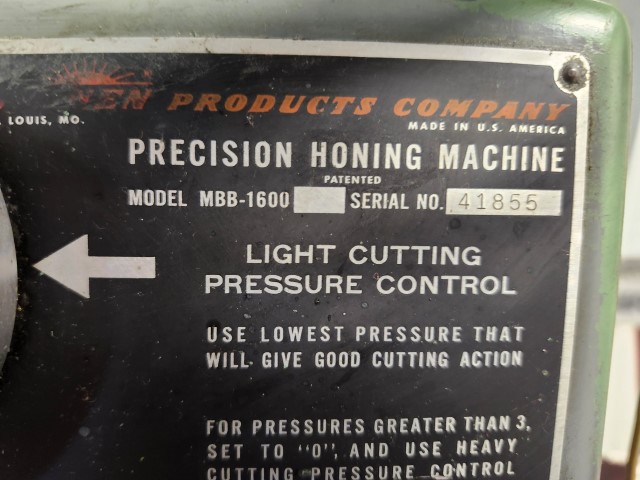 PRODUCTS COMPANY
LOUIS, MO.
MADE IN U.S. AMERICA
PRECISION HONING MACHINE
PATENTED
MODEL MBB-1600 SERIAL NO. 41855
LIGHT CUTTING
PRESSURE CONTROL
USE LOWEST PRESSURE THAT
WILL GIVE GOOD CUTTING ACTION
FOR PRESSURES GREATER THAN 3,
SET TO "0", AND USE HEAVY
CUTTING PRESSURE CONTROL